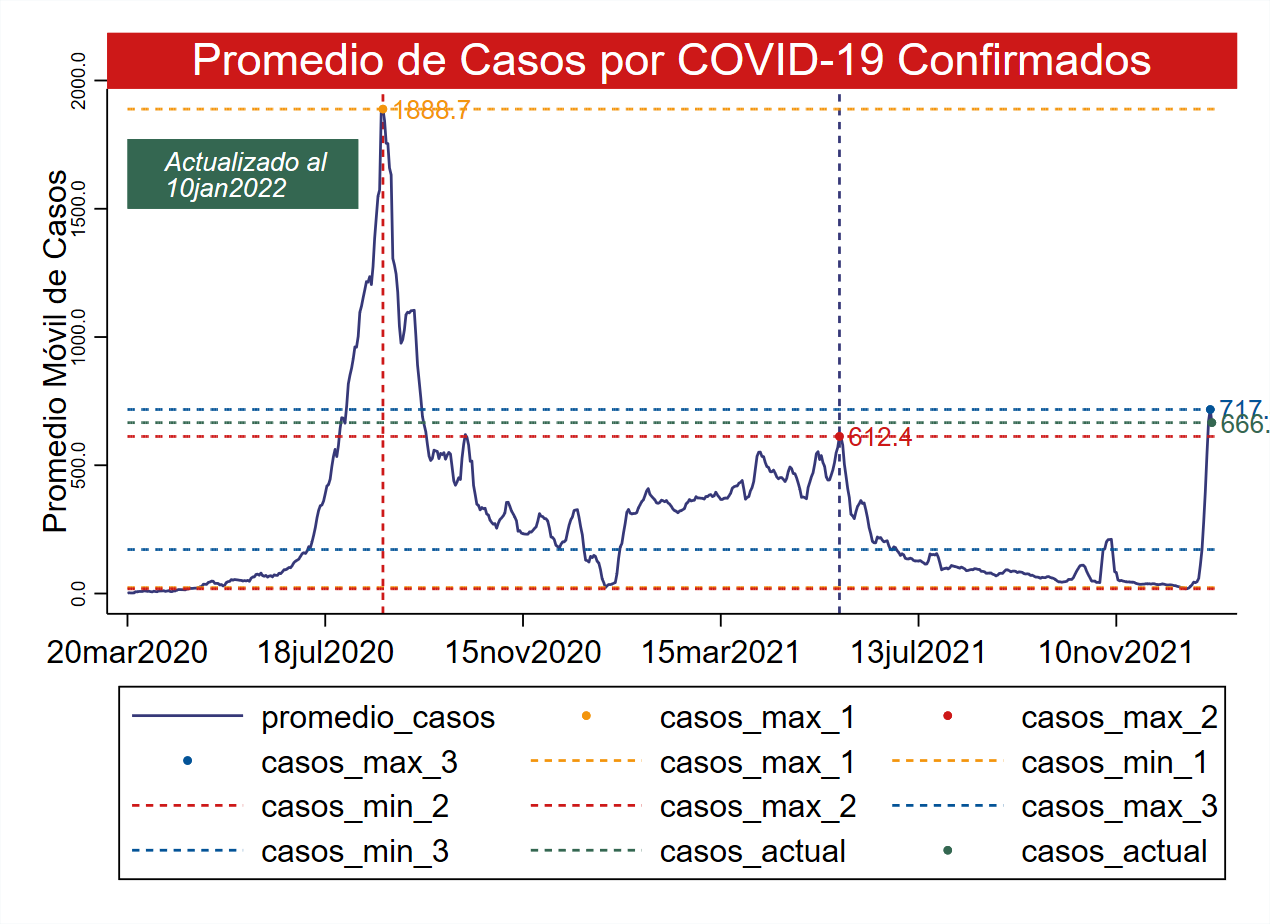 Promedio de Casos por COVID-19 Confirmados
Promedio Móvil de Casos
2000.0
1500.0
1000.0
500.0
0.0
1888.7
Actualizado al
10jan2022
717.
666.
612.4
20mar2020 18jul2020 15nov2020 15mar2021 13jul2021 10nov2021
promedio_casos casos_max_1 casos_max_2
casos_max_3 casos_max_1 casos_min_1
casos_min_2 casos_max_2 casos_max_3
casos_min_3 casos_actual casos_actual